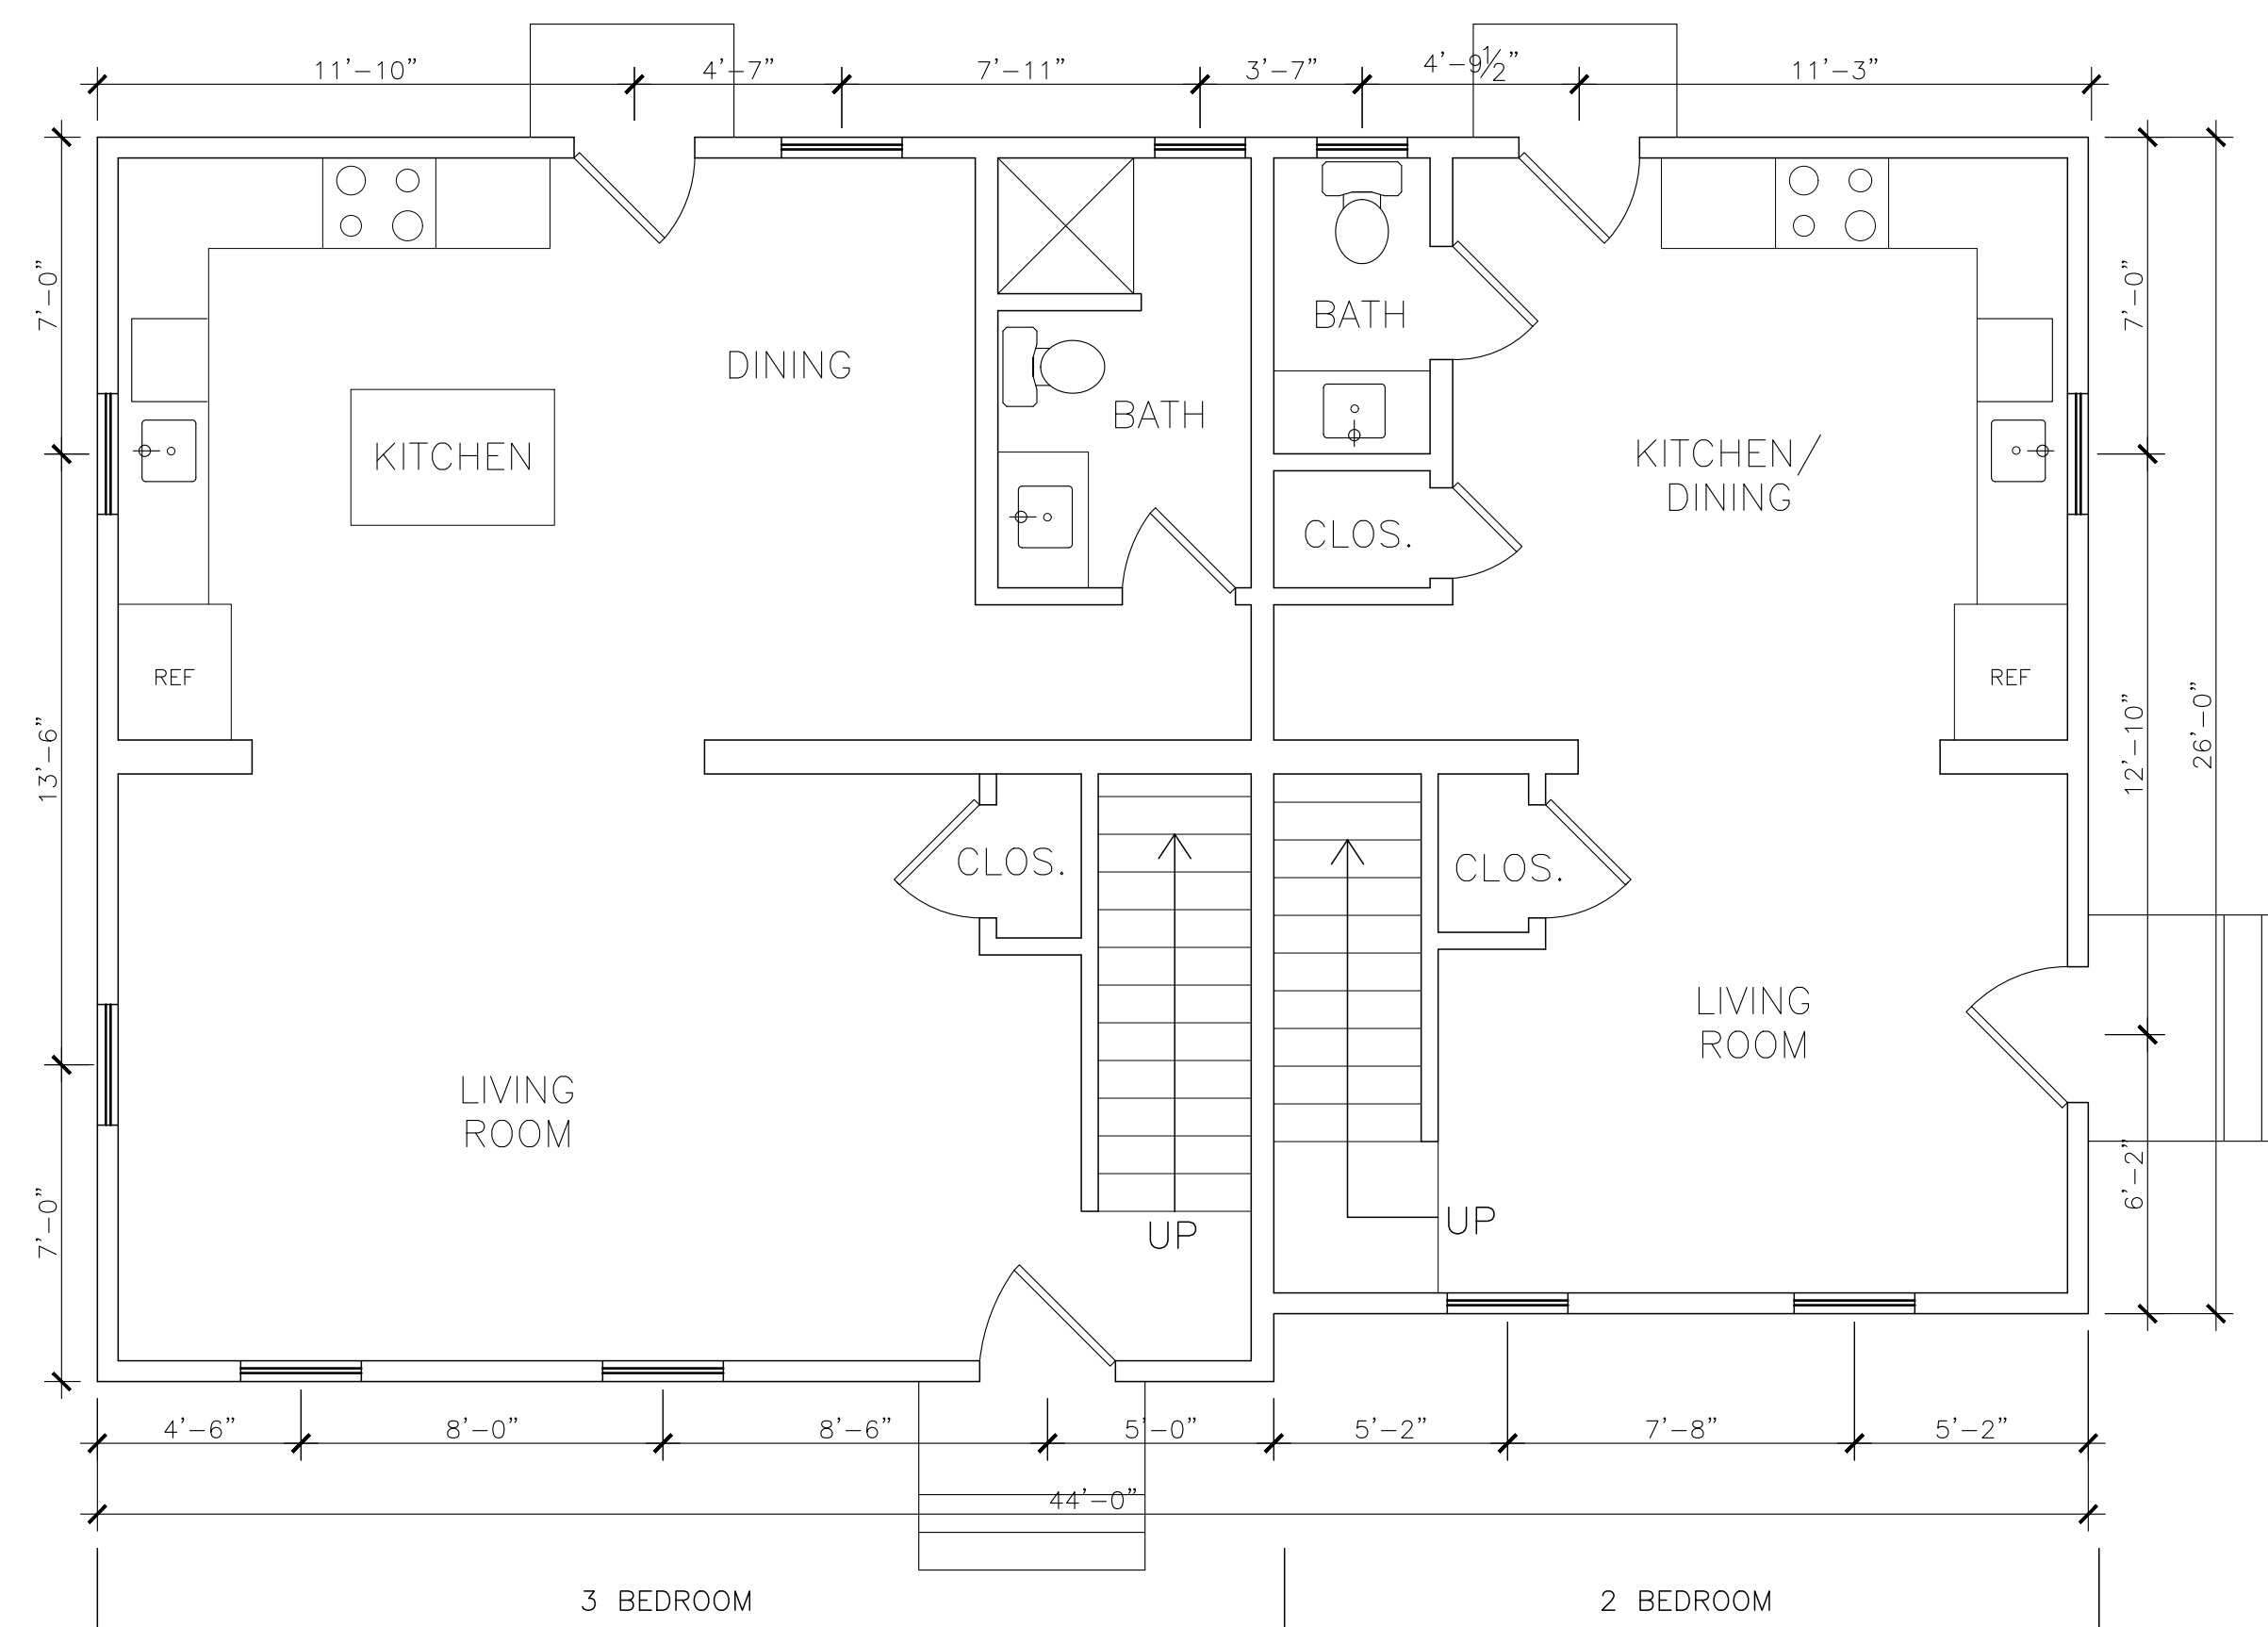 11'-10"
4'-7"
7'-11"
3'-7"
4'-9½"
11'-3"
7'-0"
7'-0"
BATH
DINING
BATH
KITCHEN
KITCHEN/
DINING
CLOS.
REF
REF
13'-6"
12'-10"
26'-0"
CLOS.
CLOS.
LIVING
ROOM
LIVING
ROOM
7'-0"
6'-2"
UP
UP
4'-6"
8'-0"
8'-6"
5'-0"
5'-2"
7'-8"
5'-2"
44'-0"
3 BEDROOM
2 BEDROOM